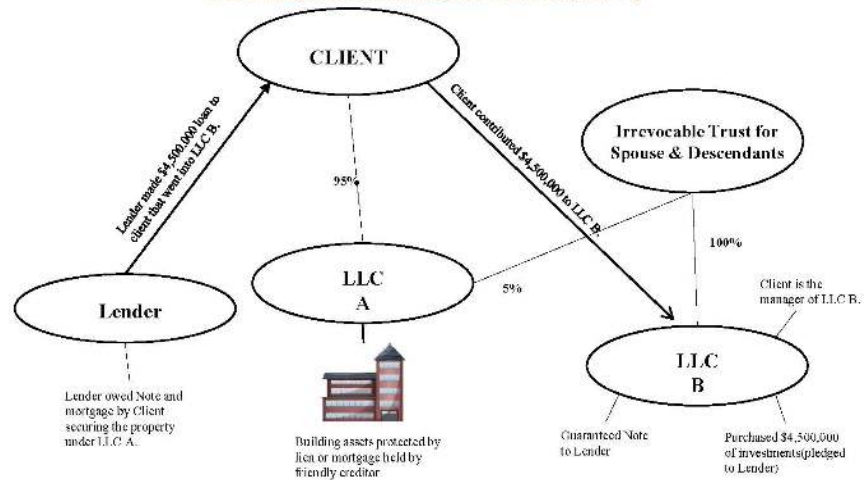 CLIENT
Lender made $4,500,000 loan to
client that went into LLC B.
Client contributed $4,500,000 to LLC B.
Irrevocable Trust for
Spouse & Descendants
95%
100%
5%
LLC
A
Lender
Client is the
manager of LLC B.
LLC
B
Lender owed Note and
mortgage by Client
securing the property
under LLC A.
Building assets protected by
lien or mortgage held by
friendly creditor
Guaranteed Note
to Lender
Purchased $4,500,000
of investments(pledged
to Lender)